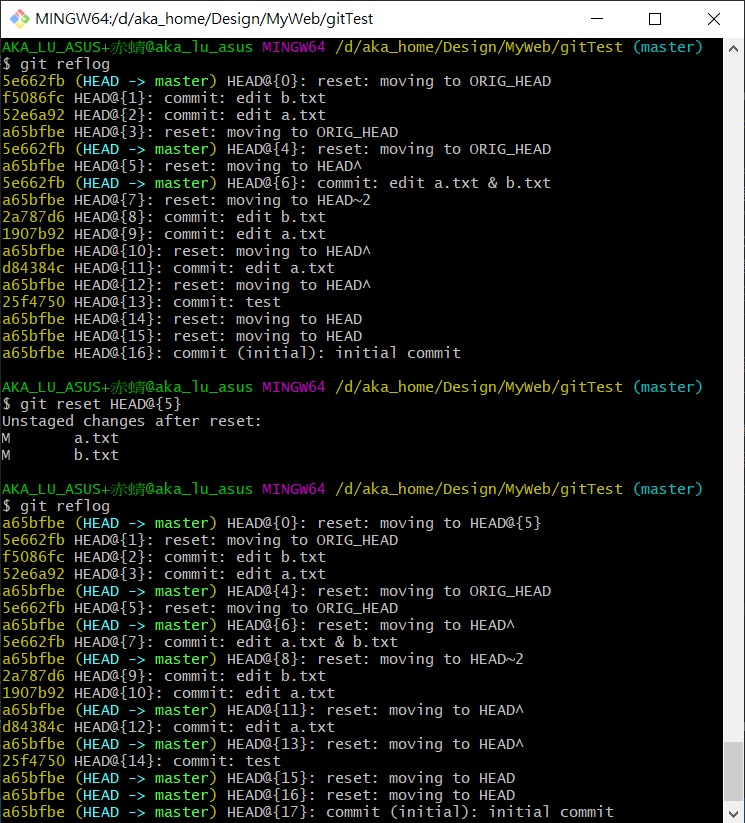 MINGW64:/d/aka_home/Design/MyWeb/gitTest
AKA_LU_ASUS+赤蜻@aka_lu_asus MINGW64 /d/aka_home/Design/MyWeb/gitTest (master)
$ git reflog
5e662fb (HEAD -> master) HEAD@{0}: reset: moving to ORIG_HEAD
f5086fc HEAD@{1}: commit: edit b.txt
52e6a92 HEAD@{2}: commit: edit a.txt
a65bfbe HEAD@{3}: reset: moving to ORIG_HEAD
5e662fb (HEAD -> master) HEAD@{4}: reset: moving to ORIG_HEAD
a65bfbe HEAD@{5}: reset: moving to HEAD^
5e662fb (HEAD -> master) HEAD@{6}: commit: edit a.txt & b.txt
a65bfbe HEAD@{7}: reset: moving to HEAD~2
2a787d6 HEAD@{8}: commit: edit b.txt
1907b92 HEAD@{9}: commit: edit a.txt
a65bfbe HEAD@{10}: reset: moving to HEAD^
d84384c HEAD@{11}: commit: edit a.txt
a65bfbe HEAD@{12}: reset: moving to HEAD^
25f4750 HEAD@{13}: commit: test
a65bfbe HEAD@{14}: reset: moving to HEAD
a65bfbe HEAD@{15}: reset: moving to HEAD
a65bfbe HEAD@{16}: commit (initial): initial commit
AKA_LU_ASUS+赤蜻@aka_lu_asus MINGW64 /d/aka_home/Design/MyWeb/gitTest (master)
$ git reset HEAD@{5}
Unstaged changes after reset:
M a.txt
M b.txt
AKA_LU_ASUS+赤蜻@aka_lu_asus MINGW64 /d/aka_home/Design/MyWeb/gitTest (master)
$ git reflog
a65bfbe (HEAD -> master) HEAD@{0}: reset: moving to HEAD@{5}
5e662fb HEAD@{1}: reset: moving to ORIG_HEAD
f5086fc HEAD@{2}: commit: edit b.txt
52e6a92 HEAD@{3}: commit: edit a.txt
a65bfbe (HEAD -> master) HEAD@{4}: reset: moving to ORIG_HEAD
5e662fb HEAD@{5}: reset: moving to ORIG_HEAD
a65bfbe (HEAD -> master) HEAD@{6}: reset: moving to HEAD^
5e662fb HEAD@{7}: commit: edit a.txt & b.txt
a65bfbe (HEAD -> master) HEAD@{8}: reset: moving to HEAD~2
2a787d6 HEAD@{9}: commit: edit b.txt
1907b92 HEAD@{10}: commit: edit a.txt
a65bfbe (HEAD -> master) HEAD@{11}: reset: moving to HEAD^
d84384c HEAD@{12}: commit: edit a.txt
a65bfbe (HEAD -> master) HEAD@{13}: reset: moving to HEAD^
25f4750 HEAD@{14}: commit: test
a65bfbe (HEAD -> master) HEAD@{15}: reset: moving to HEAD
a65bfbe (HEAD -> master) HEAD@{16}: reset: moving to HEAD
a65bfbe (HEAD -> master) HEAD@{17}: commit (initial): initial commit